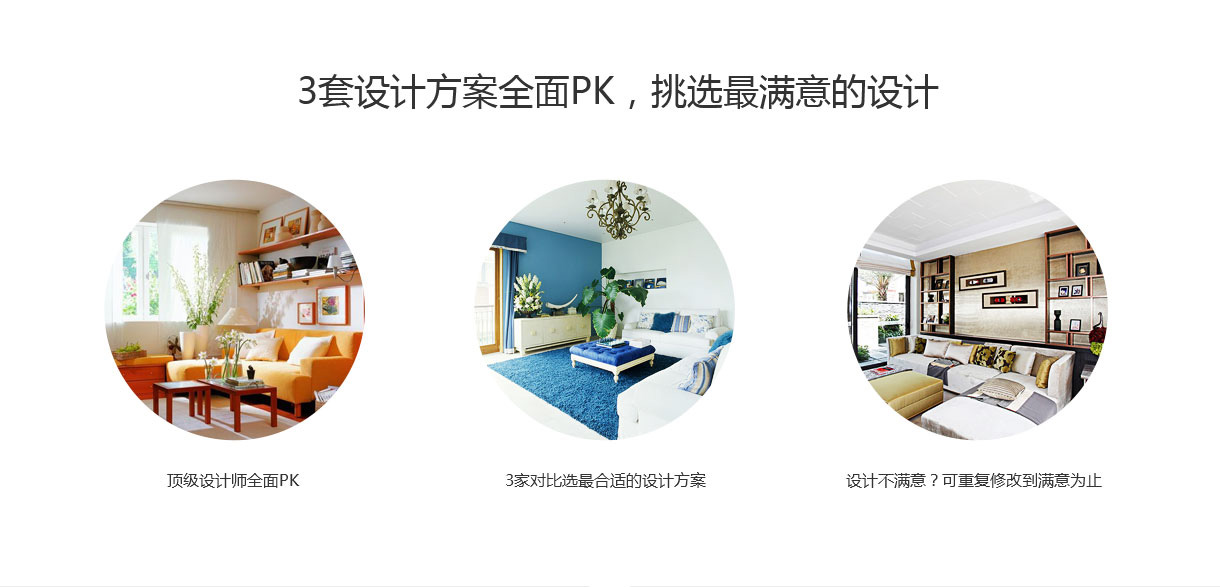 3套设计方案全面PK，挑选最满意的设计
顶级设计师全面PK
3家对比选最合适的设计方案
设计不满意？可重复修改到满意为止